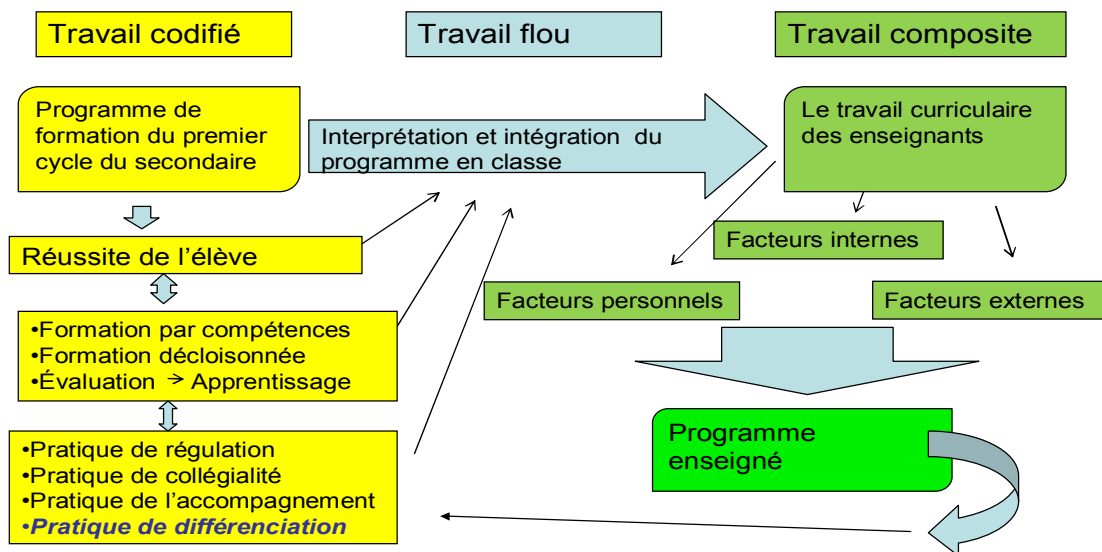 Travail codifié
Travail flou
Travail composite
Programme de
formation du premier
cycle du secondaire
Interprétation et intégration du
programme en classe
Le travail curriculaire
des enseignants
Réussite de l'élève
Facteurs internes
Facteurs personnels
Facteurs externes
•Formation par compétences
•Formation décloisonnée
•Évaluation → Apprentissage
•Pratique de régulation
•Pratique de collégialité
•Pratique de l'accompagnement
•Pratique de différenciation
Programme
enseigné